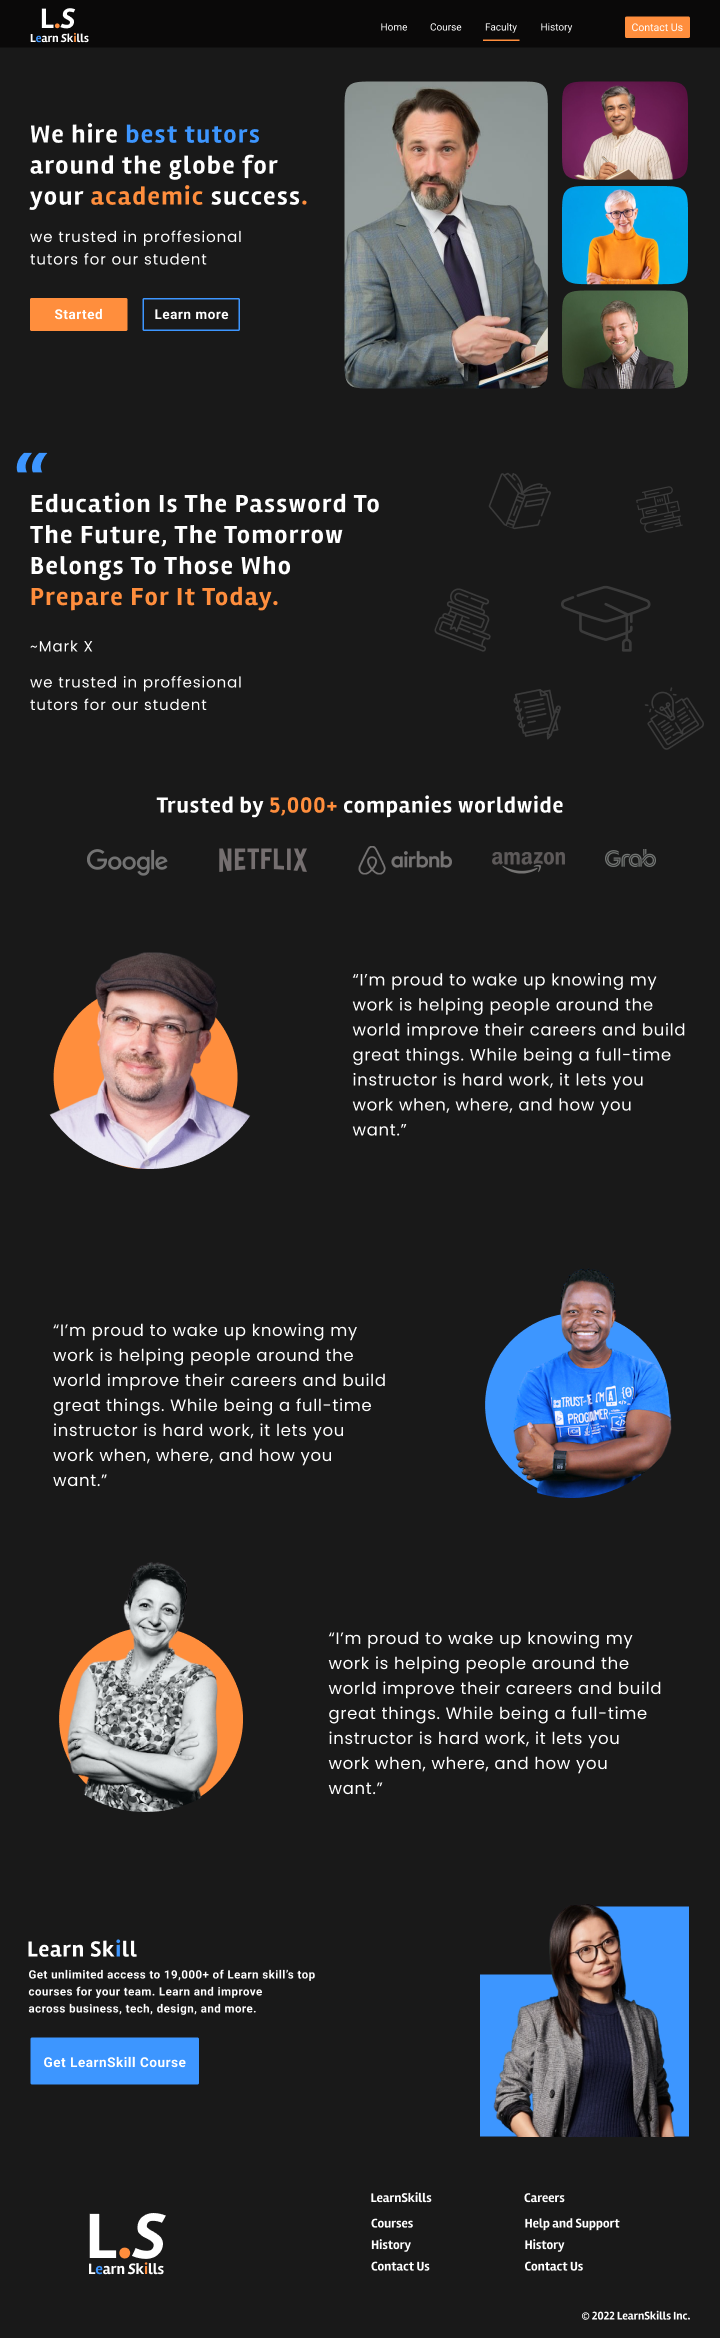 L.S
Learn Skills
Home Course Faculty History Contact Us
We hire best tutors
around the globe for
your academic success.
we trusted in proffesional
tutors for our student
Started Learn more
“
Education Is The Password To
The Future, The Tomorrow
Belongs To Those Who
Prepare For It Today.
~Mark X
we trusted in proffesional
tutors for our student
Trusted by 5,000+ companies worldwide
Google NETFLIX airbnb amazon Grab
“I’m proud to wake up knowing my
work is helping people around the
world improve their careers and build
great things. While being a full-time
instructor is hard work, it lets you
work when, where, and how you
want.”
“I’m proud to wake up knowing my
work is helping people around the
world improve their careers and build
great things. While being a full-time
instructor is hard work, it lets you
work when, where, and how you
want.”
TRUST I'M A
“I’m proud to wake up knowing my
work is helping people around the
world improve their careers and build
great things. While being a full-time
instructor is hard work, it lets you
work when, where, and how you
want.”
Learn Skill
Get unlimited access to 19,000+ of Learn skill’s top
courses for your team. Learn and improve
across business, tech, design, and more.
Get LearnSkill Course
L.S
Learn Skills
LearnSkills
Courses
History
Contact Us
Careers
Help and Support
History
Contact Us
© 2022 LearnSkills Inc.